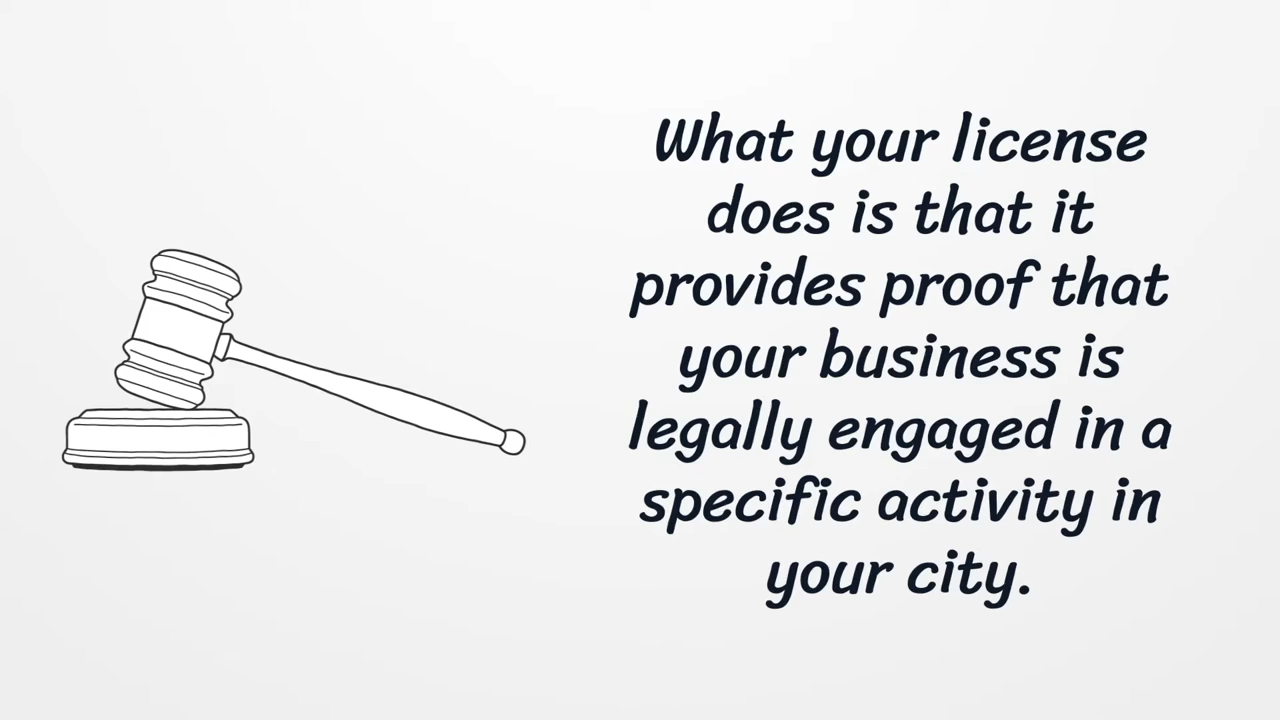 What your license
does is that it
provides proof that
your business is
legally engaged in a
specific activity in
your city.